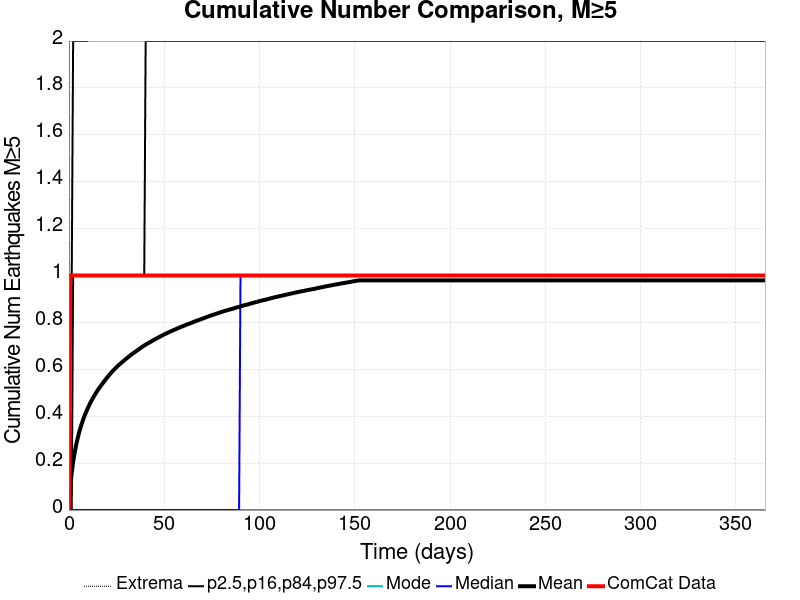 Cumulative Number Comparison, M≥5
Cumulative Num Earthquakes M≥5
2
1.8
1.6
1.4
1.2
1
0.8
0.6
0.4
0.2
0
0 50 100 150 200 250 300 350
Time (days)
Extrema p2.5,p16,p84,p97.5 Mode Median Mean ComCat Data